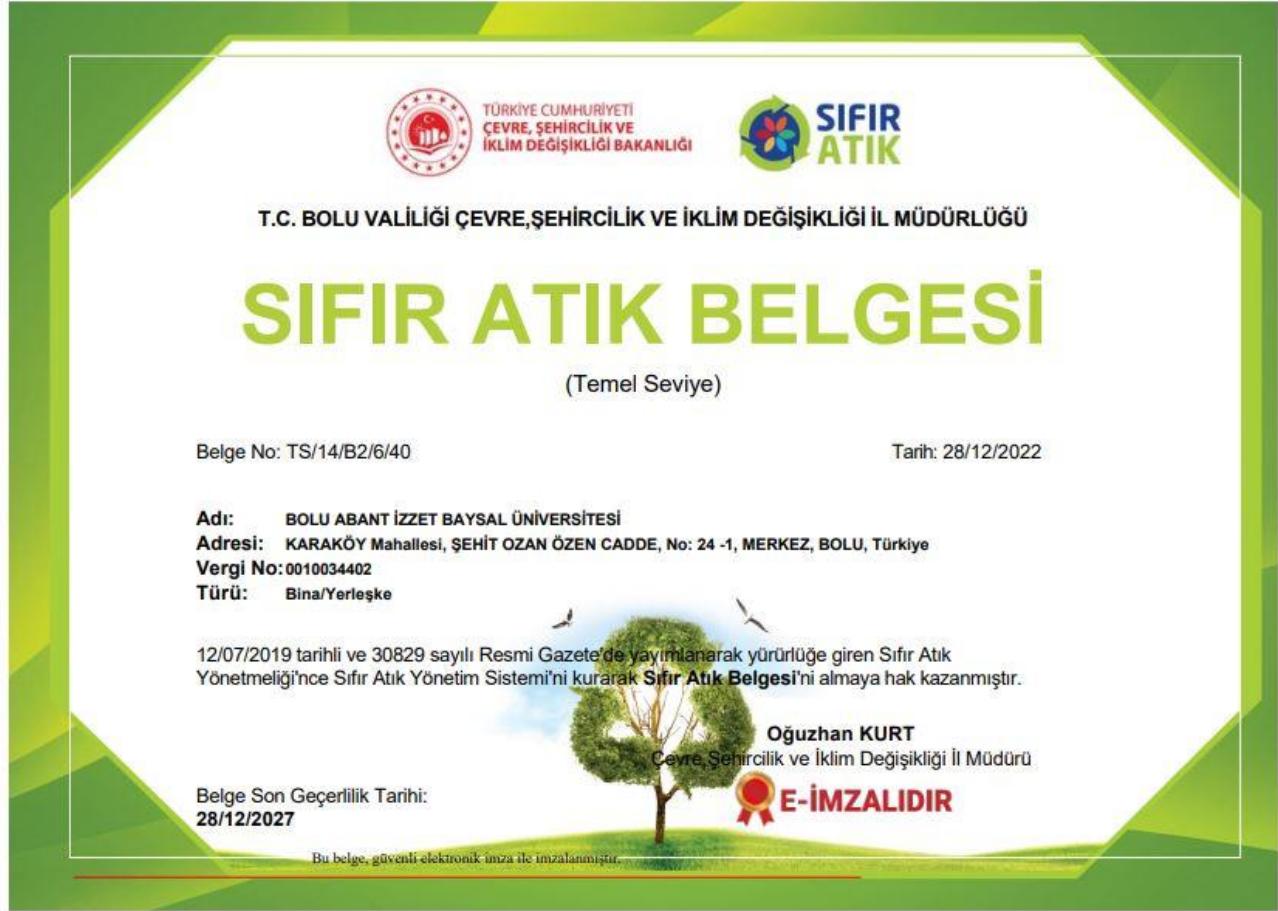 TÜRKİYE CUMHURİYETİ
ÇEVRE, ŞEHİRCİLİK VE
İKLİM DEĞİŞİKLİĞİ BAKANLIĞI
SIFIR
ATIK
T.C. BOLU VALİLİĞİ ÇEVRE,ŞEHİRCİLİK VE İKLİM DEĞİŞİKLİĞİ İL MÜDÜRLÜĞÜ
SIFIR ATIK BELGESİ
(Temel Seviye)
Belge No: TS/14/B2/6/40 Tarih: 28/12/2022
Adı: BOLU ABANT İZZET BAYSAL ÜNİVERSİTESİ
Adresi: KARAKÖY Mahallesi, ŞEHİT OZAN ÖZEN CADDE, No: 24 -1, MERKEZ, BOLU, Türkiye
Vergi No: 0010034402
Türü: Bina/Yerleşke
12/07/2019 tarihli ve 30829 sayılı Resmi Gazete'de yayımlanarak yürürlüğe giren Sıfır Atık
Yönetmeliği'nce Sıfır Atık Yönetim Sistemi'ni kurarak Sıfır Atık Belgesi'ni almaya hak kazanmıştır.
Oğuzhan KURT
Çevre,Şehircilik ve İklim Değişikliği İl Müdürü
E-İMZALIDIR
Belge Son Geçerlilik Tarihi:
28/12/2027
Bu belge, güvenli elektronik imza ile imzalanmıştır.